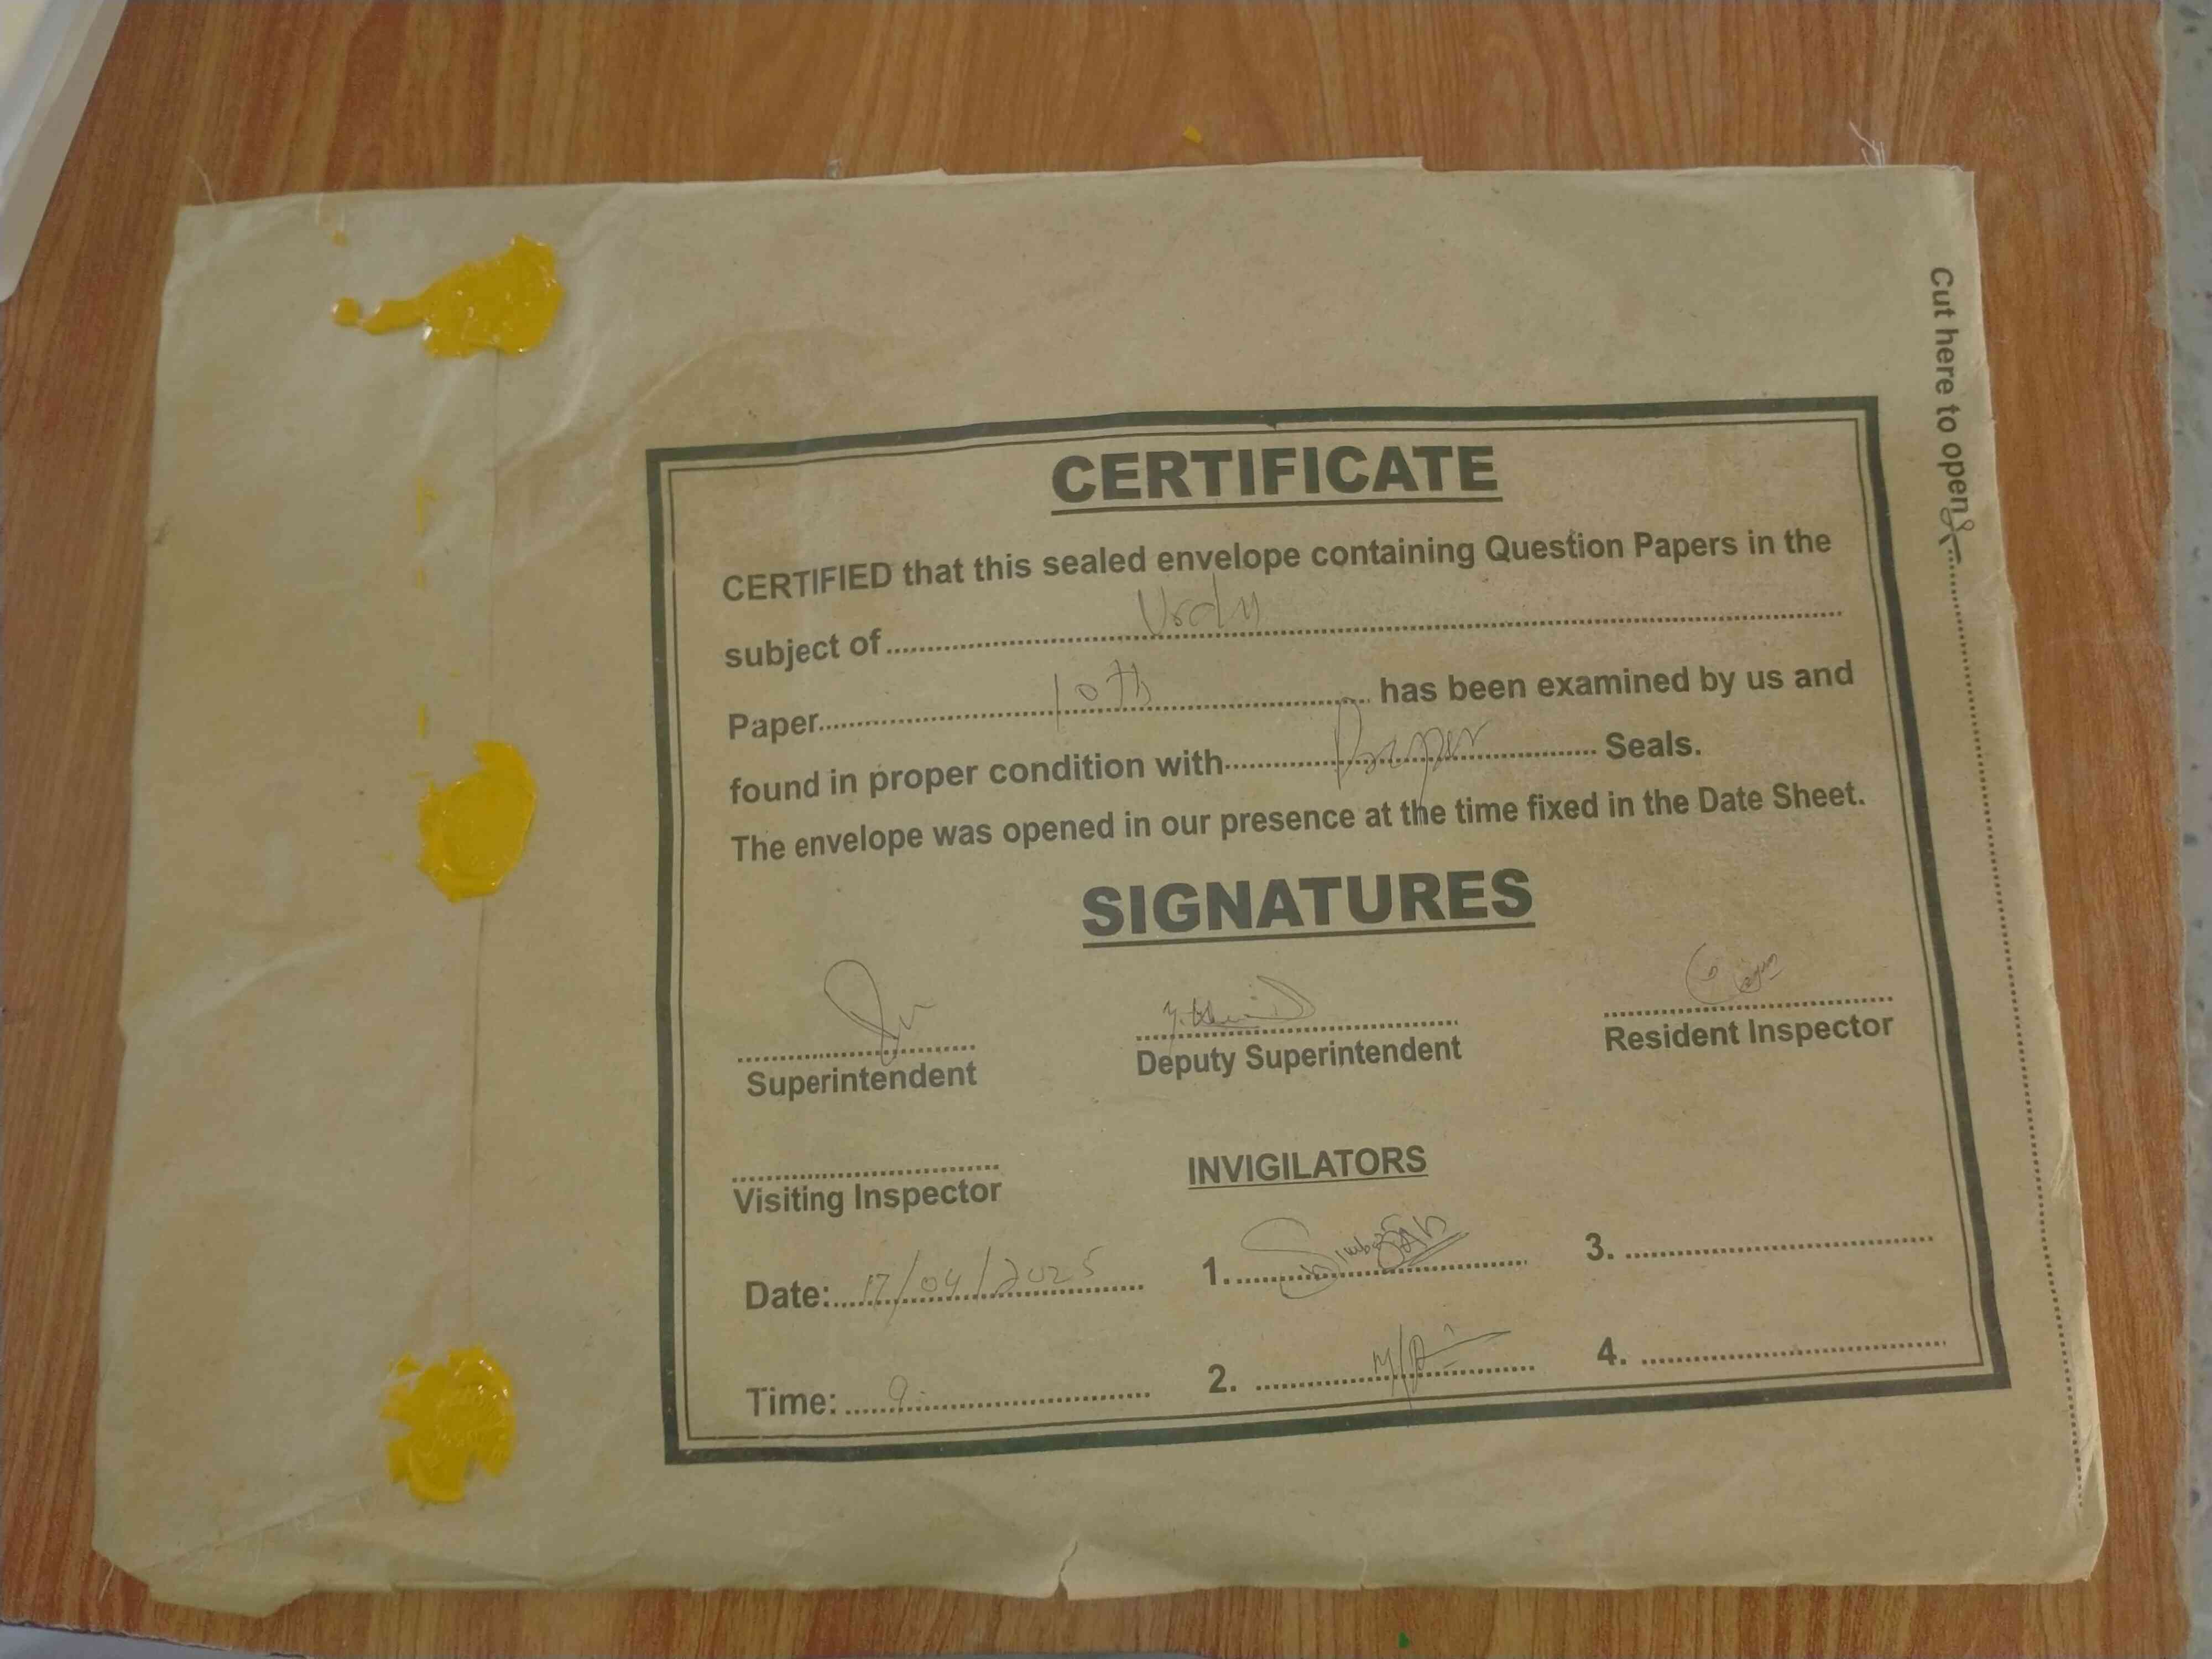 Cut here to open
CERTIFICATE
CERTIFIED that this sealed envelope containing Question Papers in the
subject of Urdu
Paper 10th has been examined by us and
found in proper condition with Proper Seals.
The envelope was opened in our presence at the time fixed in the Date Sheet.
SIGNATURES
Superintendent Deputy Superintendent Resident Inspector
Visiting Inspector INVIGILATORS
Date: 17/04/2025 1. 3.
Time: 9 2. 4.